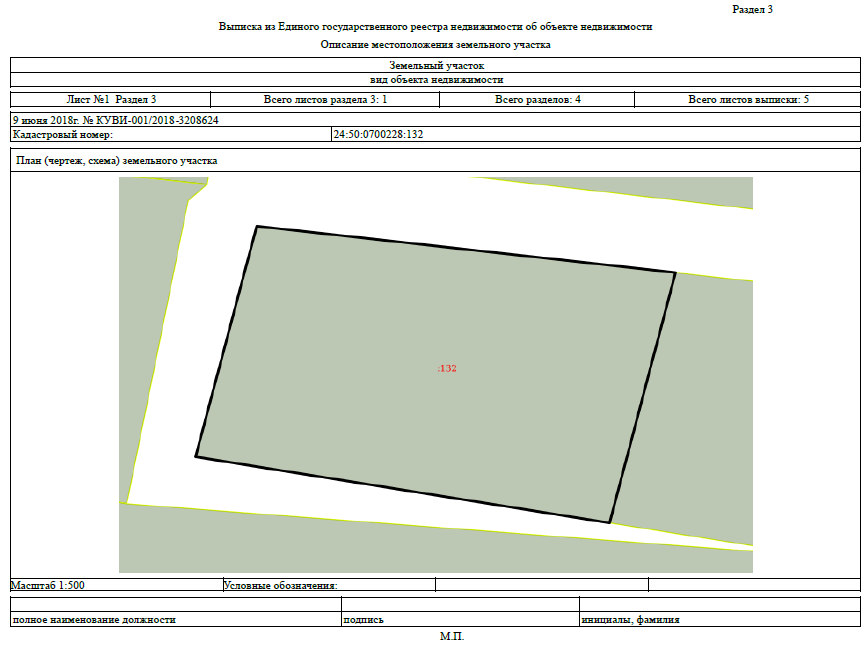 Раздел 3
Выписка из Единого государственного реестра недвижимости об объекте недвижимости
Описание местоположения земельного участка
Земельный участок
вид объекта недвижимости
Лист №1 Раздел 3 Всего листов раздела 3: 1 Всего разделов: 4 Всего листов выписки: 5
9 июня 2018г. № КУВИ-001/2018-3208624
Кадастровый номер: 24:50:0700228:132
План (чертеж, схема) земельного участка
:132
Масштаб 1:500 Условные обозначения:
полное наименование должности подпись инициалы, фамилия
М.П.